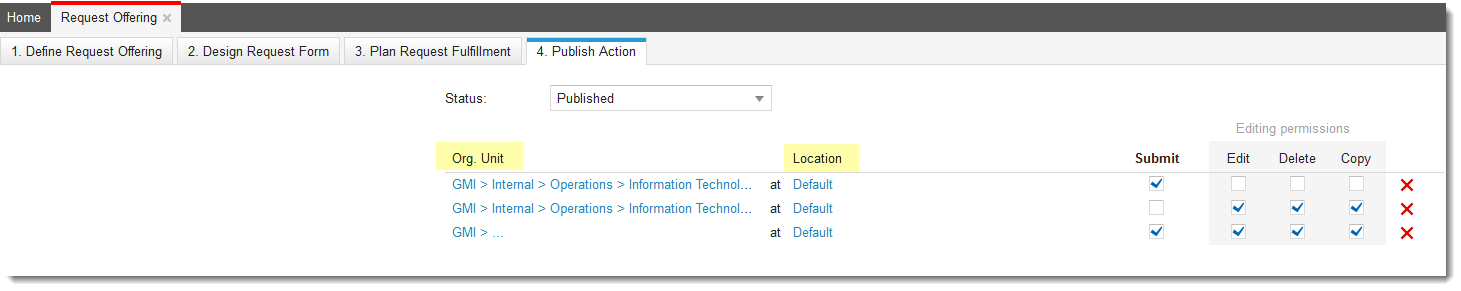 Home Request Offering
1. Define Request Offering 2. Design Request Form 3. Plan Request Fulfillment 4. Publish Action
Status: Published
Editing permissions
Org. Unit Location Submit Edit Delete Copy
GMI > Internal > Operations > Information Technol... at Default
GMI > Internal > Operations > Information Technol... at Default
GMI > ... at Default